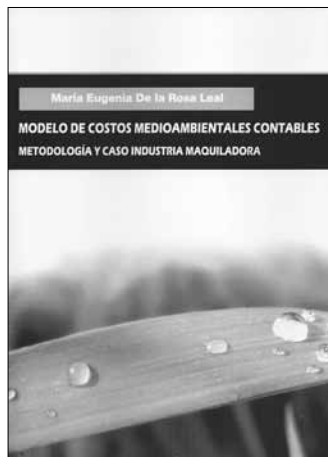 María Eugenia De la Rosa Leal
MODELO DE COSTOS MEDIOAMBIENTALES CONTABLES
METODOLOGÍA Y CASO INDUSTRIA MAQUILADORA